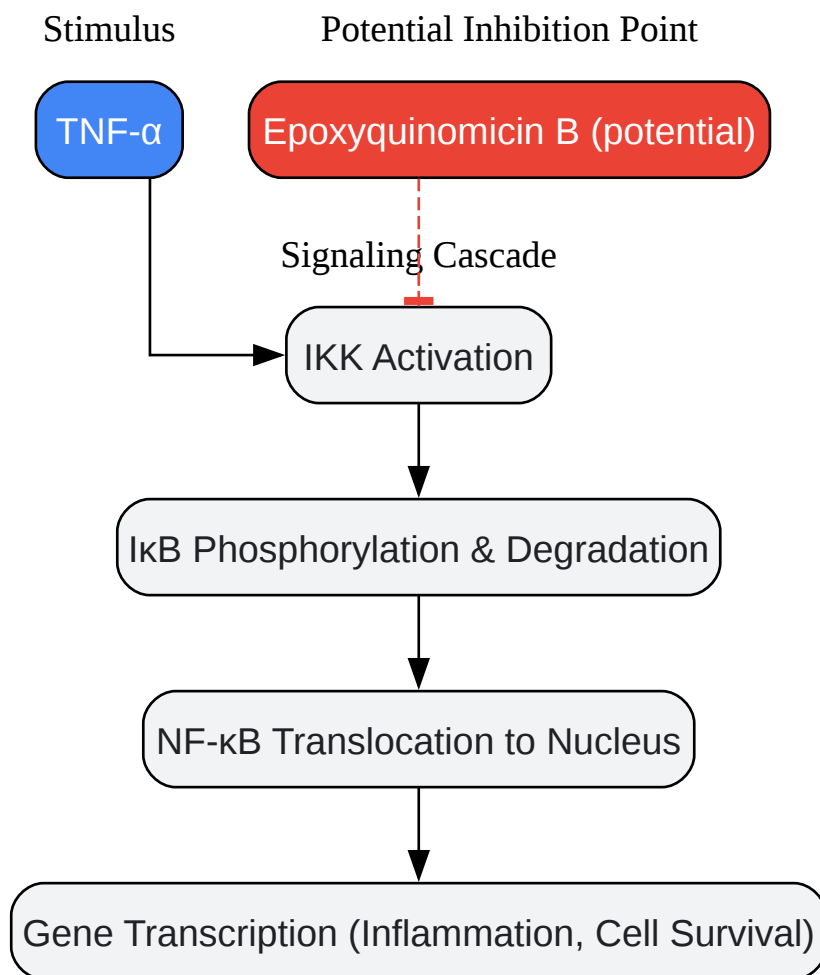 Stimulus
Potential Inhibition Point
TNF-α
Epoxyquinomicin B (potential)
Signaling Cascade
IKK Activation
IκB Phosphorylation & Degradation
NF-κB Translocation to Nucleus
Gene Transcription (Inflammation, Cell Survival)